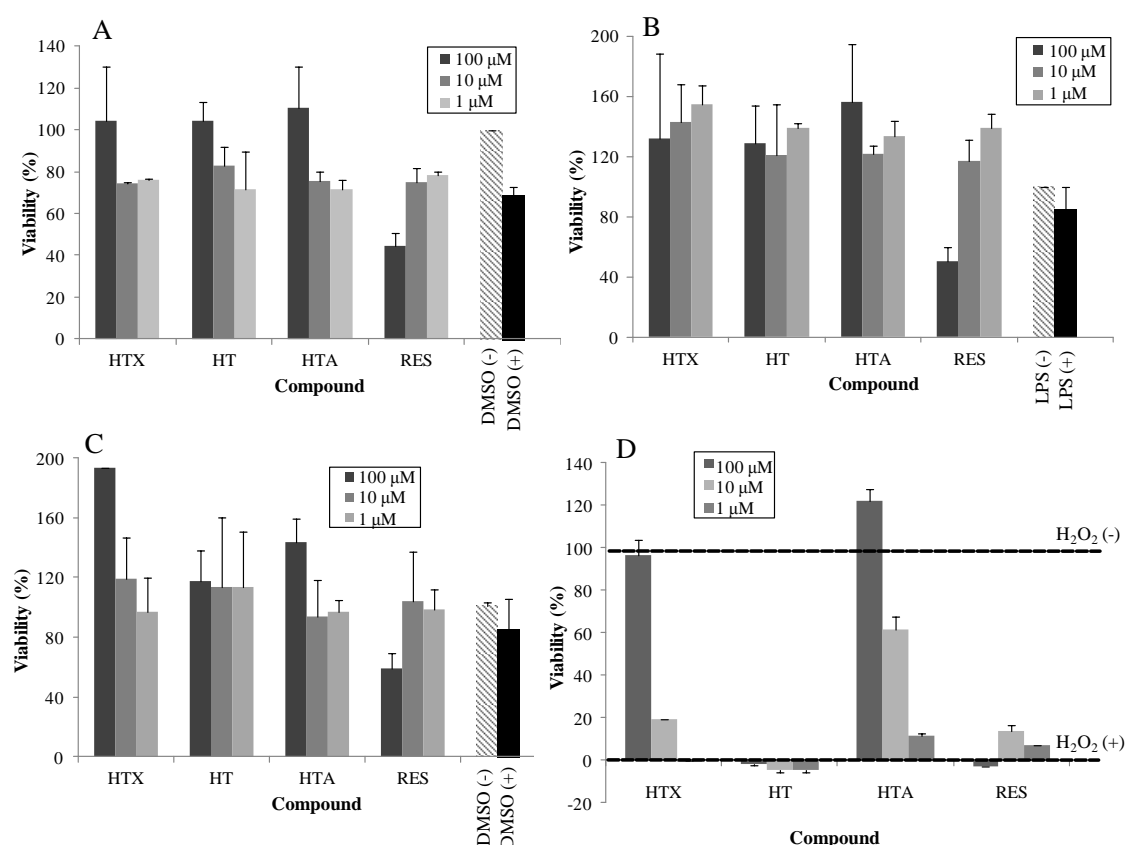 A
140
120
100
80
60
40
20
0
Viability (%)
100 µM
10 µM
1 µM
HTX
HT
HTA
RES
DMSO (-)
DMSO (+)
Compound
B
200
160
120
80
40
0
Viability (%)
100 µM
10 µM
1 µM
HTX
HT
HTA
RES
LPS (-)
LPS (+)
Compound
C
200
160
120
80
40
0
Viability (%)
100 µM
10 µM
1 µM
HTX
HT
HTA
RES
DMSO (-)
DMSO (+)
Compound
D
140
120
100
80
60
40
20
0
-20
Viability (%)
100 µM
10 µM
1 µM
H₂O₂ (-)
H₂O₂ (+)
HTX
HT
HTA
RES
Compound